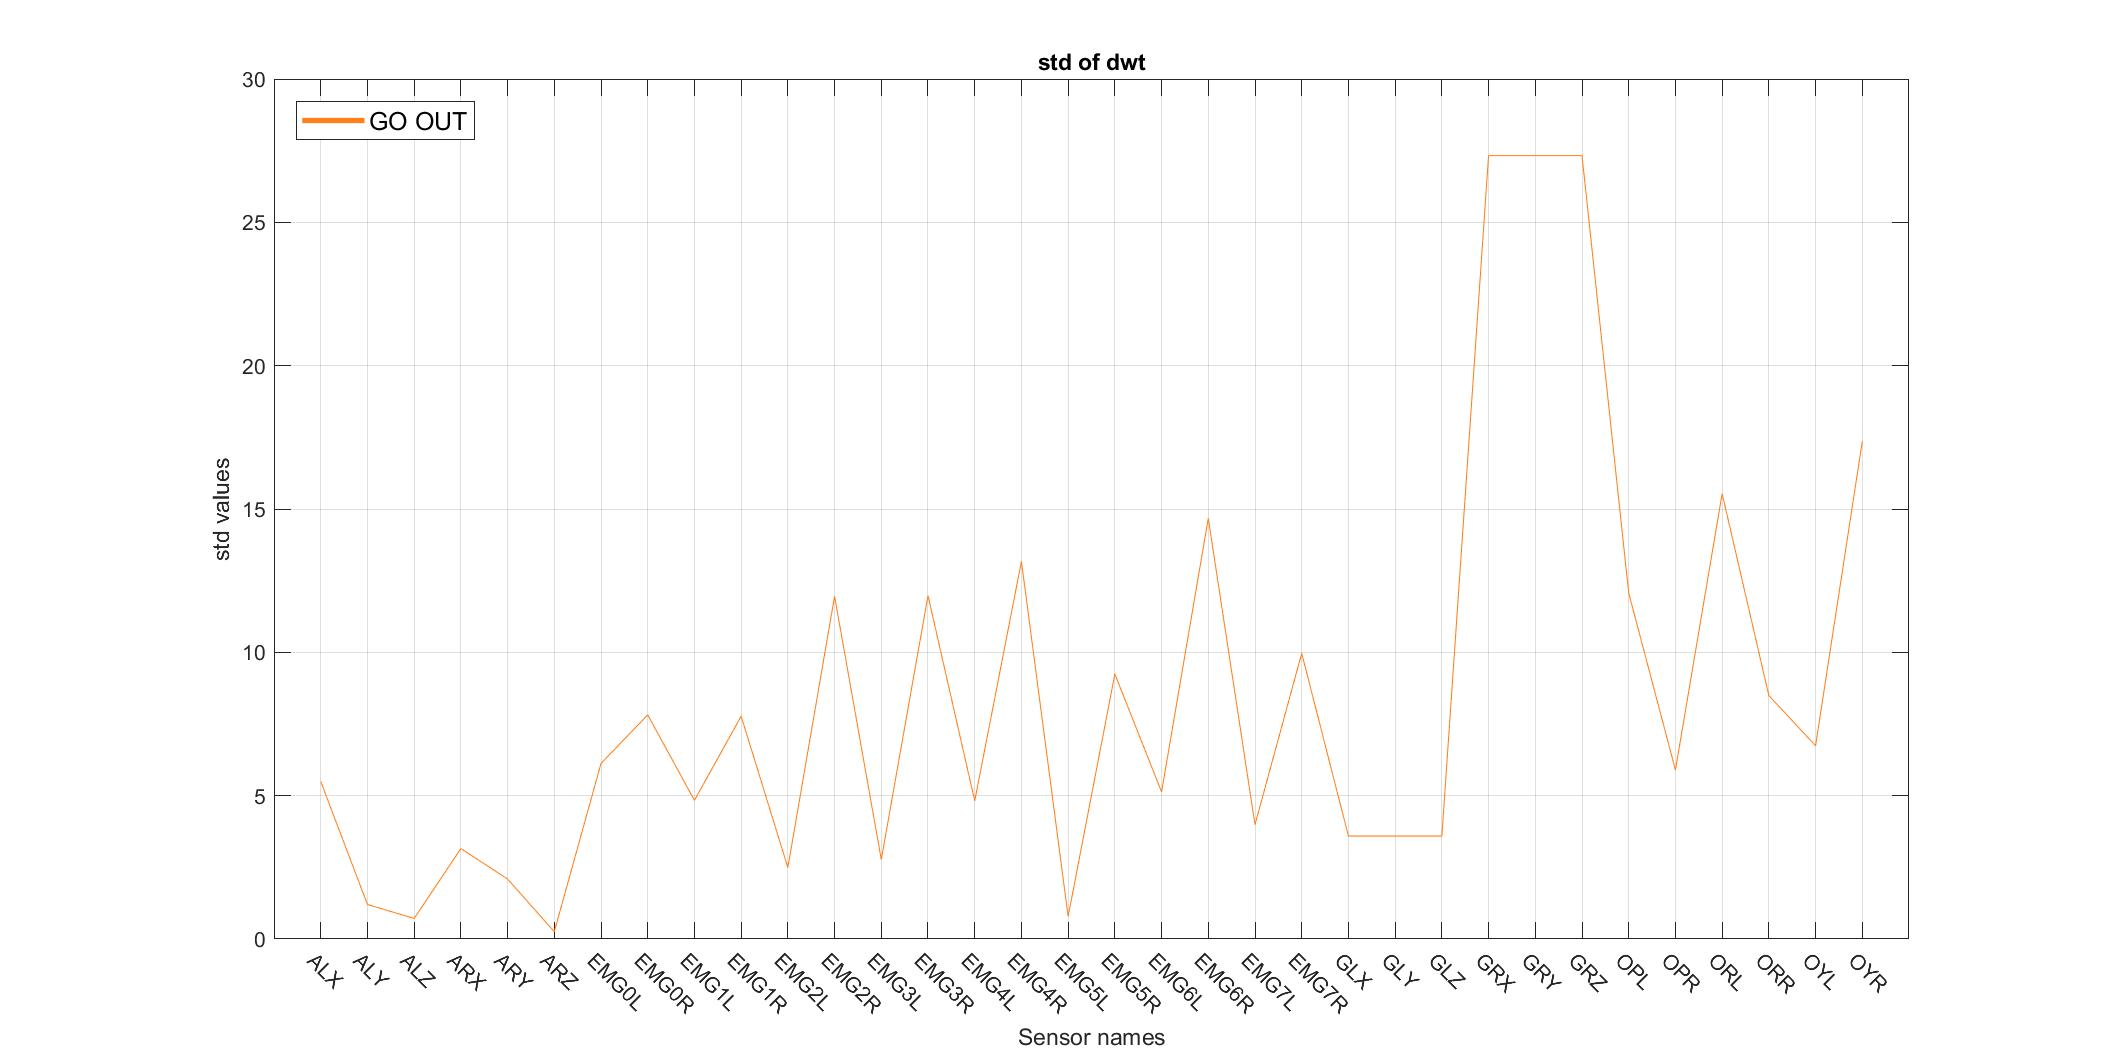 std of dwt
GO OUT
30
25
20
15
10
5
0
std values
ALX
ALY
ALZ
ARX
ARY
ARZ
EMG0L
EMG0R
EMG1L
EMG1R
EMG2L
EMG2R
EMG3L
EMG3R
EMG4L
EMG4R
EMG5L
EMG5R
EMG6L
EMG6R
EMG7L
EMG7R
GLX
GLY
GLZ
GRX
GRY
GRZ
OPL
OPR
ORL
ORR
OYL
OYR
Sensor names